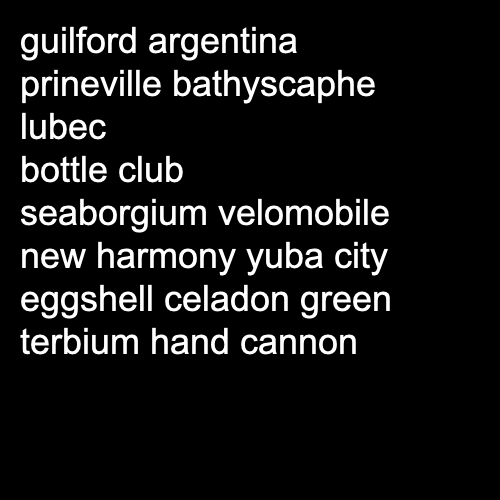 guilford argentina
prineville bathyscaphe
lubec
bottle club
seaborgium velomobile
new harmony yuba city
eggshell celadon green
terbium hand cannon